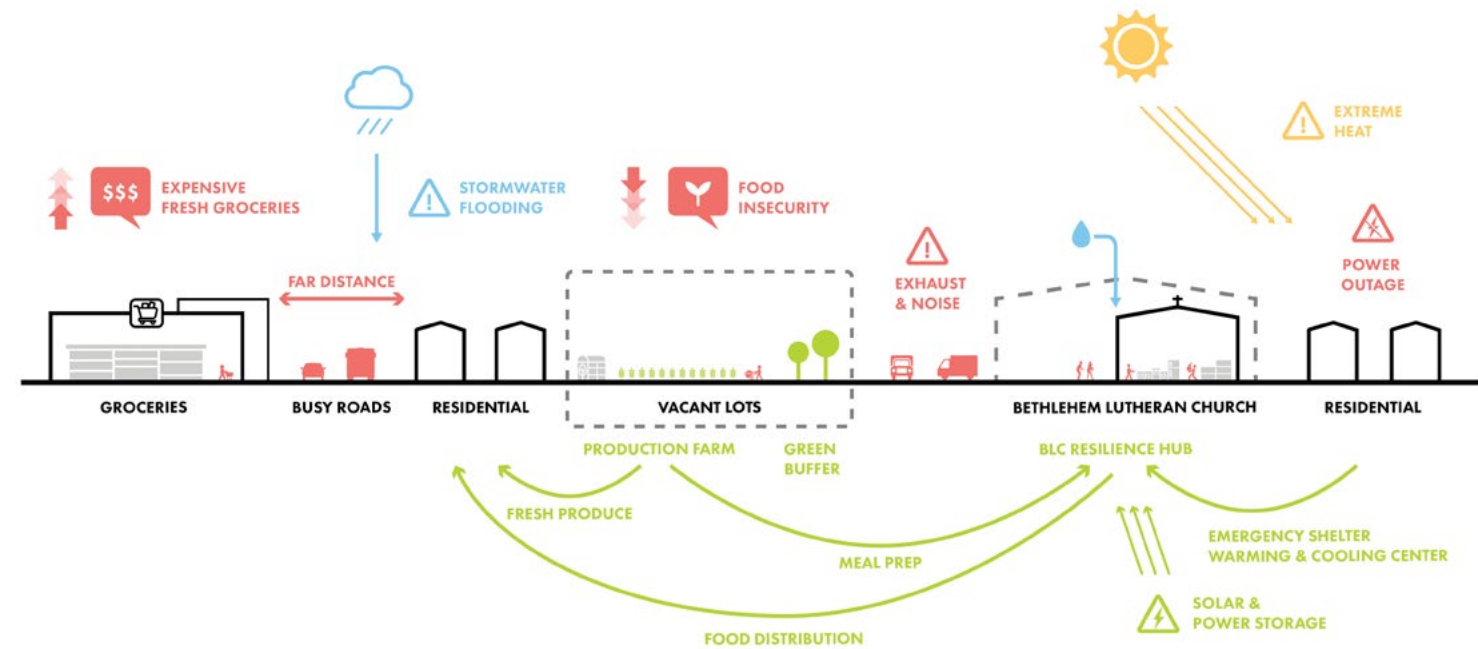 EXTREME
HEAT
$$$
EXPENSIVE
FRESH GROCERIES
STORMWATER
FLOODING
FOOD
INSECURITY
FAR DISTANCE
EXHAUST
& NOISE
POWER
OUTAGE
GROCERIES
BUSY ROADS
RESIDENTIAL
VACANT LOTS
BETHLEHEM LUTHERAN CHURCH
RESIDENTIAL
PRODUCTION FARM
GREEN
BUFFER
BLC RESILIENCE HUB
FRESH PRODUCE
MEAL PREP
EMERGENCY SHELTER
WARMING & COOLING CENTER
SOLAR &
POWER STORAGE
FOOD DISTRIBUTION